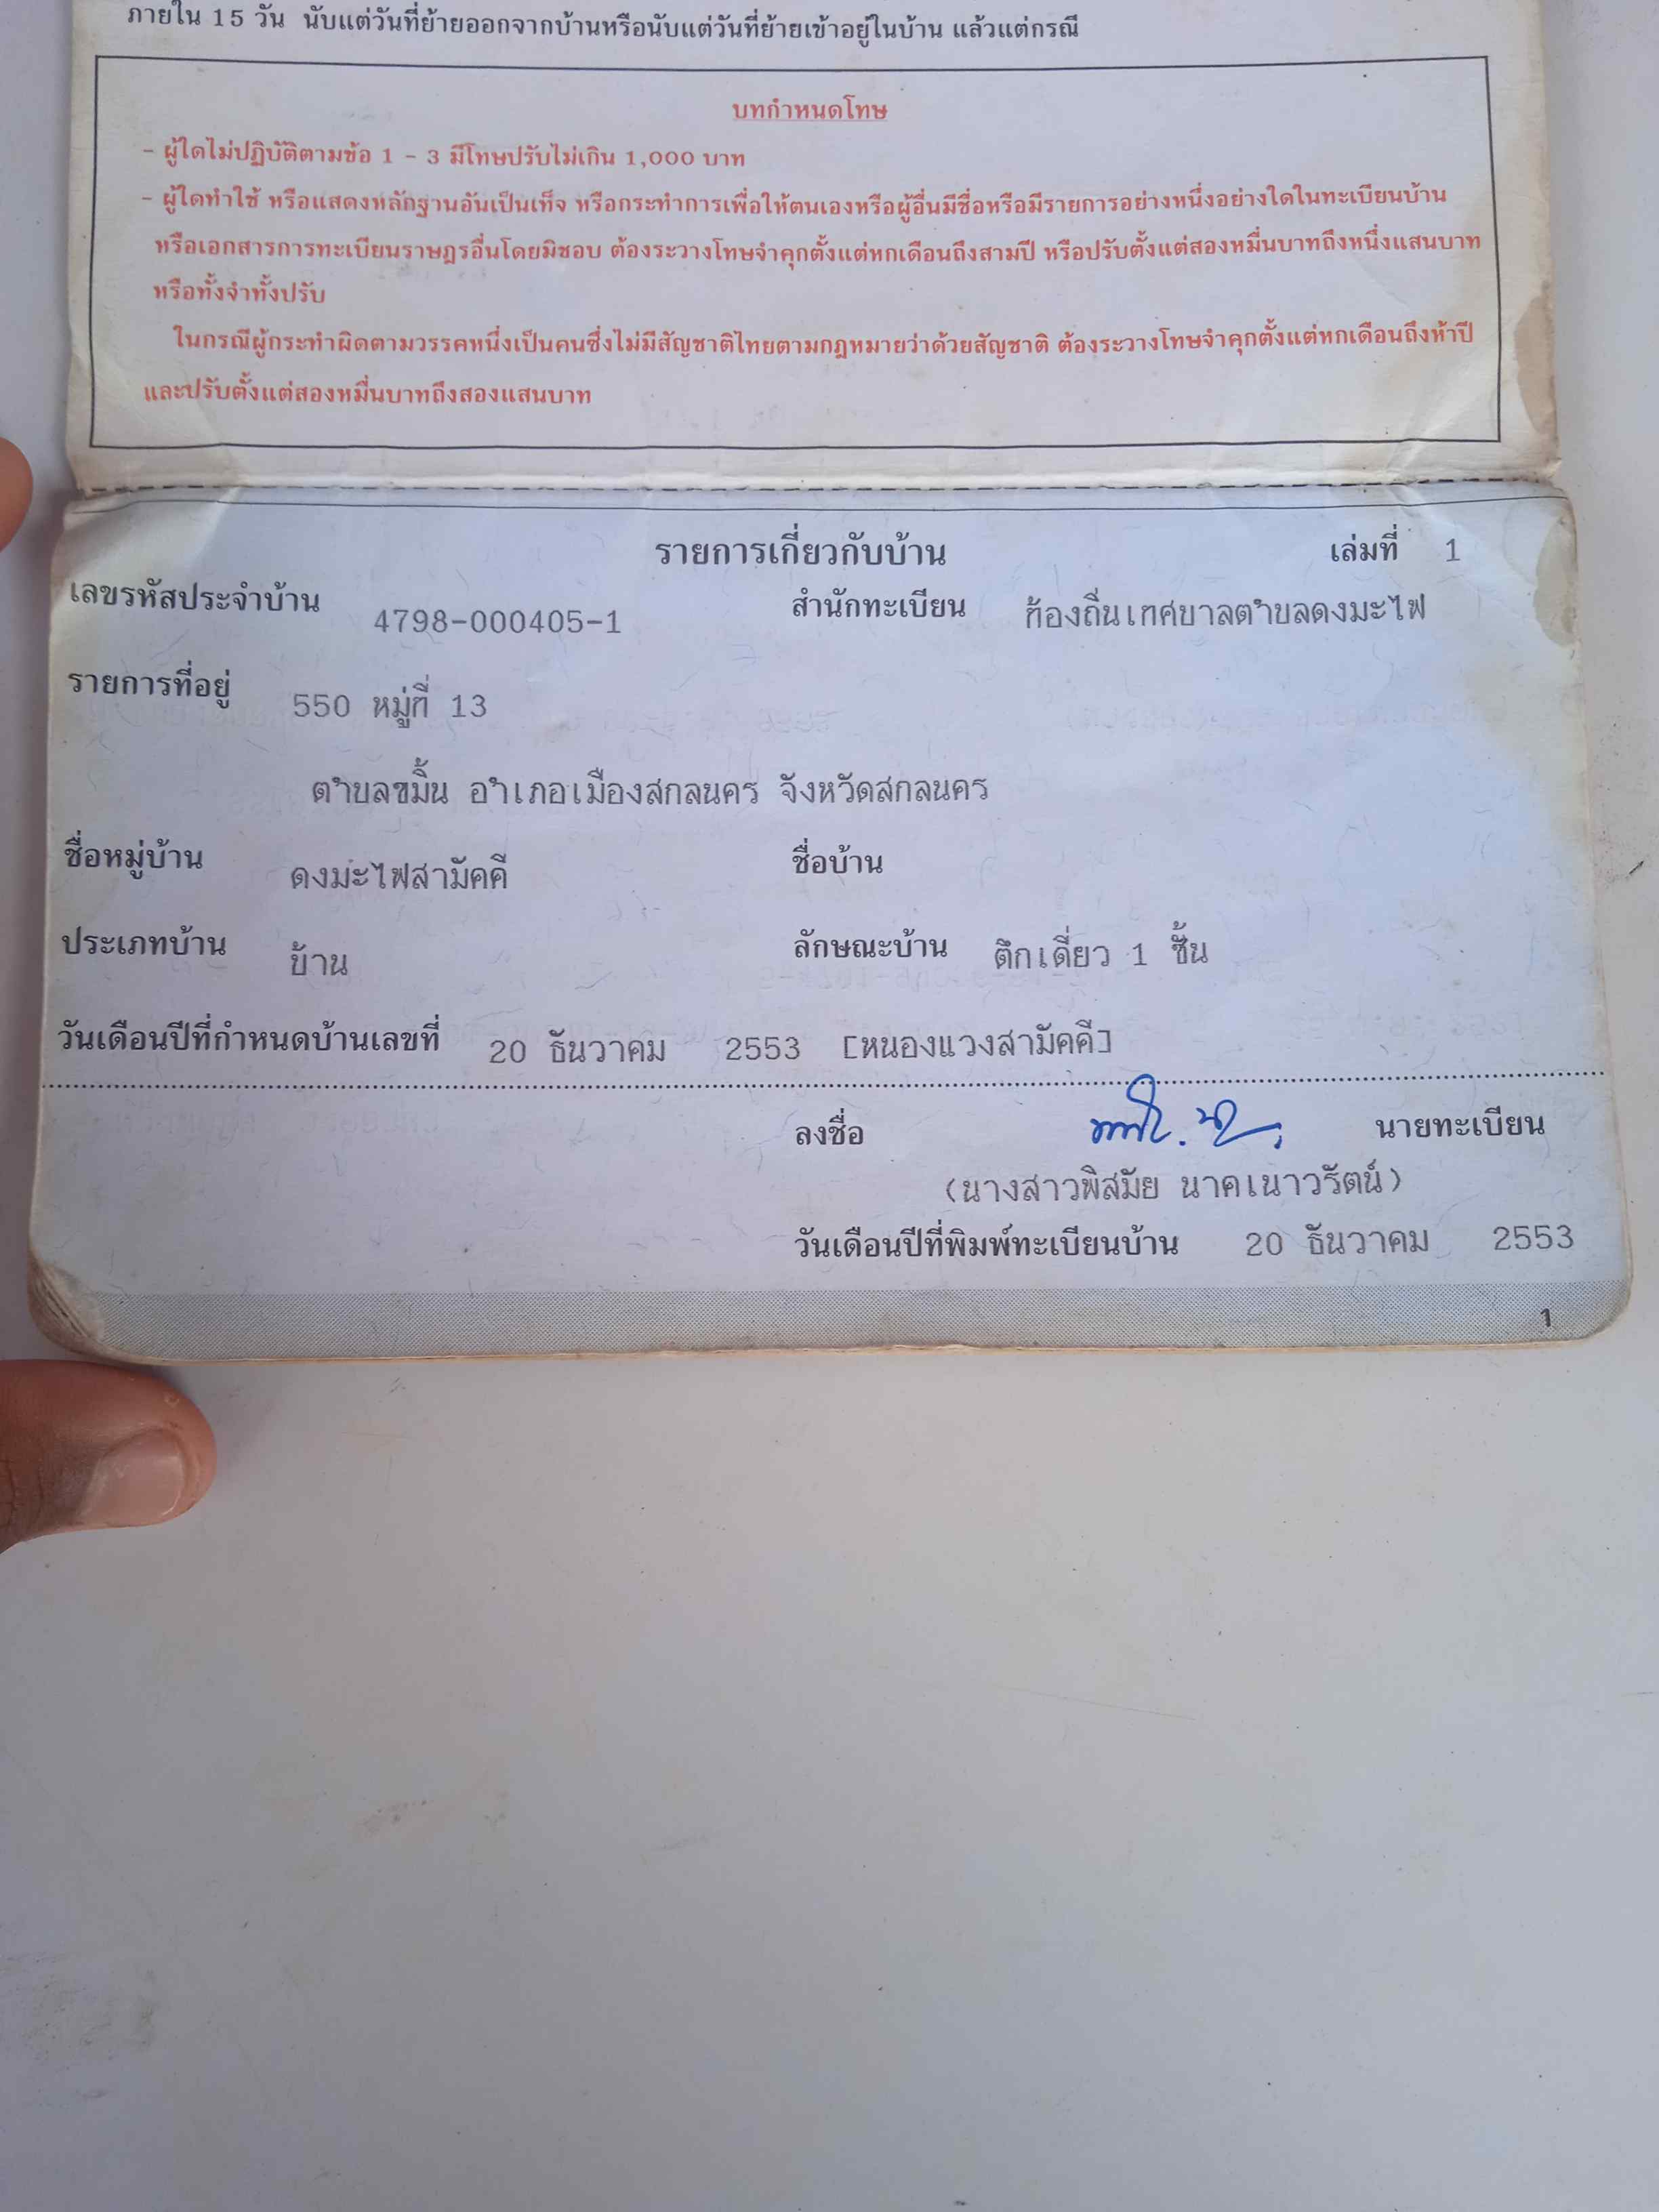 ภายใน 15 วัน นับแต่วันที่ย้ายออกจากบ้านหรือนับแต่วันที่ย้ายเข้าอยู่ในบ้าน แล้วแต่กรณี
บทกำหนดโทษ
- ผู้ใดไม่ปฏิบัติตามข้อ 1 - 3 มีโทษปรับไม่เกิน 1,000 บาท
- ผู้ใดทำใช้ หรือแสดงหลักฐานอันเป็นเท็จ หรือกระทำการเพื่อให้ตนเองหรือผู้อื่นมีชื่อหรือมีรายการอย่างหนึ่งอย่างใดในทะเบียนบ้าน
หรือเอกสารการทะเบียนราษฎรอื่นโดยมิชอบ ต้องระวางโทษจำคุกตั้งแต่หกเดือนถึงสามปี หรือปรับตั้งแต่สองหมื่นบาทถึงหนึ่งแสนบาท
หรือทั้งจำทั้งปรับ
ในกรณีผู้กระทำผิดตามวรรคหนึ่งเป็นคนซึ่งไม่มีสัญชาติไทยตามกฎหมายว่าด้วยสัญชาติ ต้องระวางโทษจำคุกตั้งแต่หกเดือนถึงห้าปี
และปรับตั้งแต่สองหมื่นบาทถึงสองแสนบาท
รายการเกี่ยวกับบ้าน เล่มที่ 1
เลขรหัสประจำบ้าน 4798-000405-1 สำนักทะเบียน ท้องถิ่นเทศบาลตำบลดงมะไฟ
รายการที่อยู่ 550 หมู่ที่ 13
ตำบลขมิ้น อำเภอเมืองสกลนคร จังหวัดสกลนคร
ชื่อหมู่บ้าน ดงมะไฟสามัคคี ชื่อบ้าน
ประเภทบ้าน บ้าน ลักษณะบ้าน ตึกเดี่ยว 1 ชั้น
วันเดือนปีที่กำหนดบ้านเลขที่ 20 ธันวาคม 2553 [หนองแวงสามัคคี]
ลงชื่อ นายทะเบียน
(นางสาวพิสมัย นาคเนาวรัตน์)
วันเดือนปีที่พิมพ์ทะเบียนบ้าน 20 ธันวาคม 2553
1